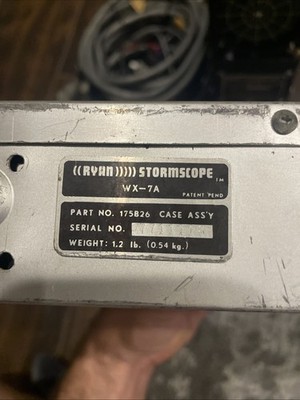 ((RYAN))))) STORMSCOPE TM
WX-7A
PATENT PEND
PART NO. 175B26 CASE ASS'Y
SERIAL NO.
WEIGHT: 1.2 lb. (0.54 kg.)